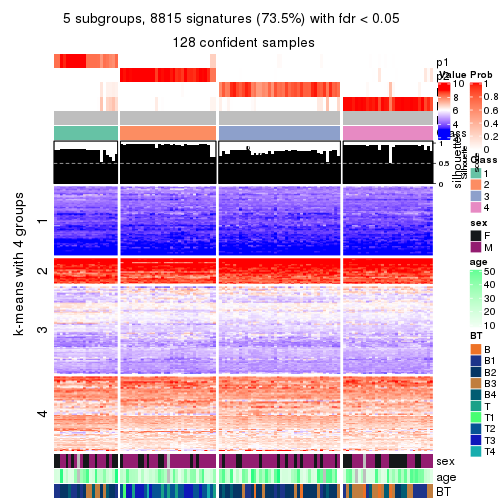 5 subgroups, 8815 signatures (73.5%) with fdr < 0.05
128 confident samples
p1
Value
Prob
10
8
6
4
1
0.8
0.6
0.4
0.2
0
Class
1
2
3
4
1
0.5
0
silhouette
k-means with 4 groups
1
2
3
4
sex
F
M
age
50
40
30
20
10
BT
B
B1
B2
B3
B4
T
T1
T2
T3
T4
sex
age
BT